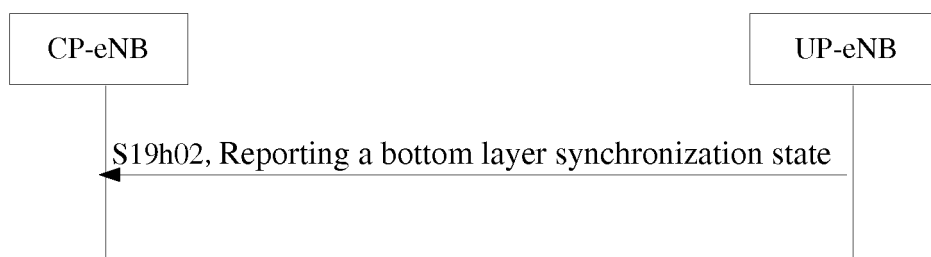 CP-eNB
UP-eNB
S19h02, Reporting a bottom layer synchronization state